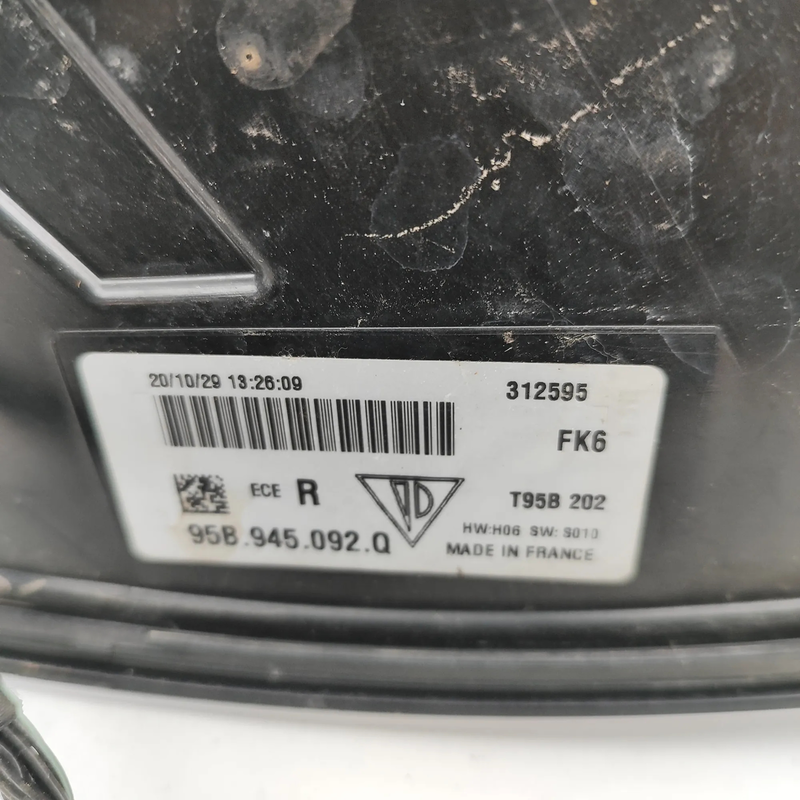 20/10/29 13:26:09
312595
FK6
ECE R
T95B 202
HW:H06 SW: S010
95B.945.092.Q
MADE IN FRANCE